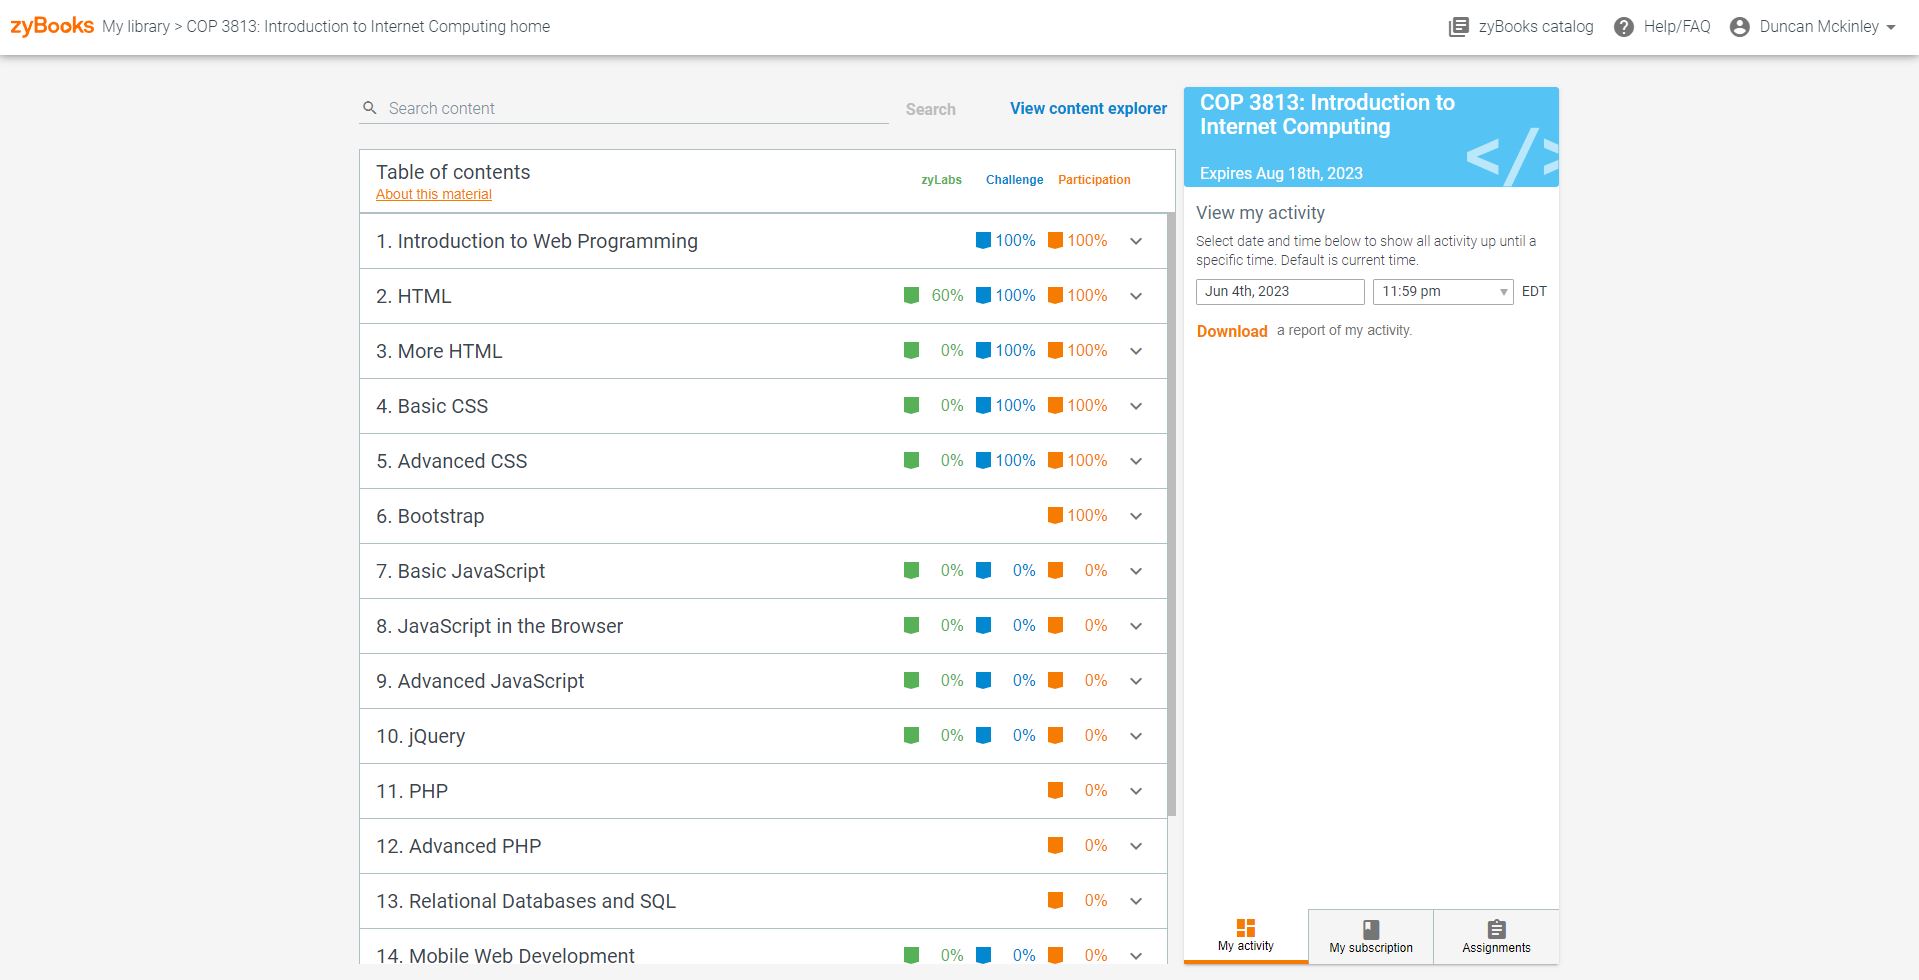 zyBooks My library > COP 3813: Introduction to Internet Computing home
zyBooks catalog
Help/FAQ
Duncan Mckinley
Search content
Search
View content explorer
Table of contents
About this material
zyLabs
Challenge
Participation
1. Introduction to Web Programming 100% 100%
2. HTML 60% 100% 100%
3. More HTML 0% 100% 100%
4. Basic CSS 0% 100% 100%
5. Advanced CSS 0% 100% 100%
6. Bootstrap 100%
7. Basic JavaScript 0% 0% 0%
8. JavaScript in the Browser 0% 0% 0%
9. Advanced JavaScript 0% 0% 0%
10. jQuery 0% 0% 0%
11. PHP 0%
12. Advanced PHP 0%
13. Relational Databases and SQL 0%
14. Mobile Web Development 0% 0% 0%
COP 3813: Introduction to
Internet Computing
</>
Expires Aug 18th, 2023
View my activity
Select date and time below to show all activity up until a
specific time. Default is current time.
Jun 4th, 2023 11:59 pm EDT
Download a report of my activity.
My activity
My subscription
Assignments